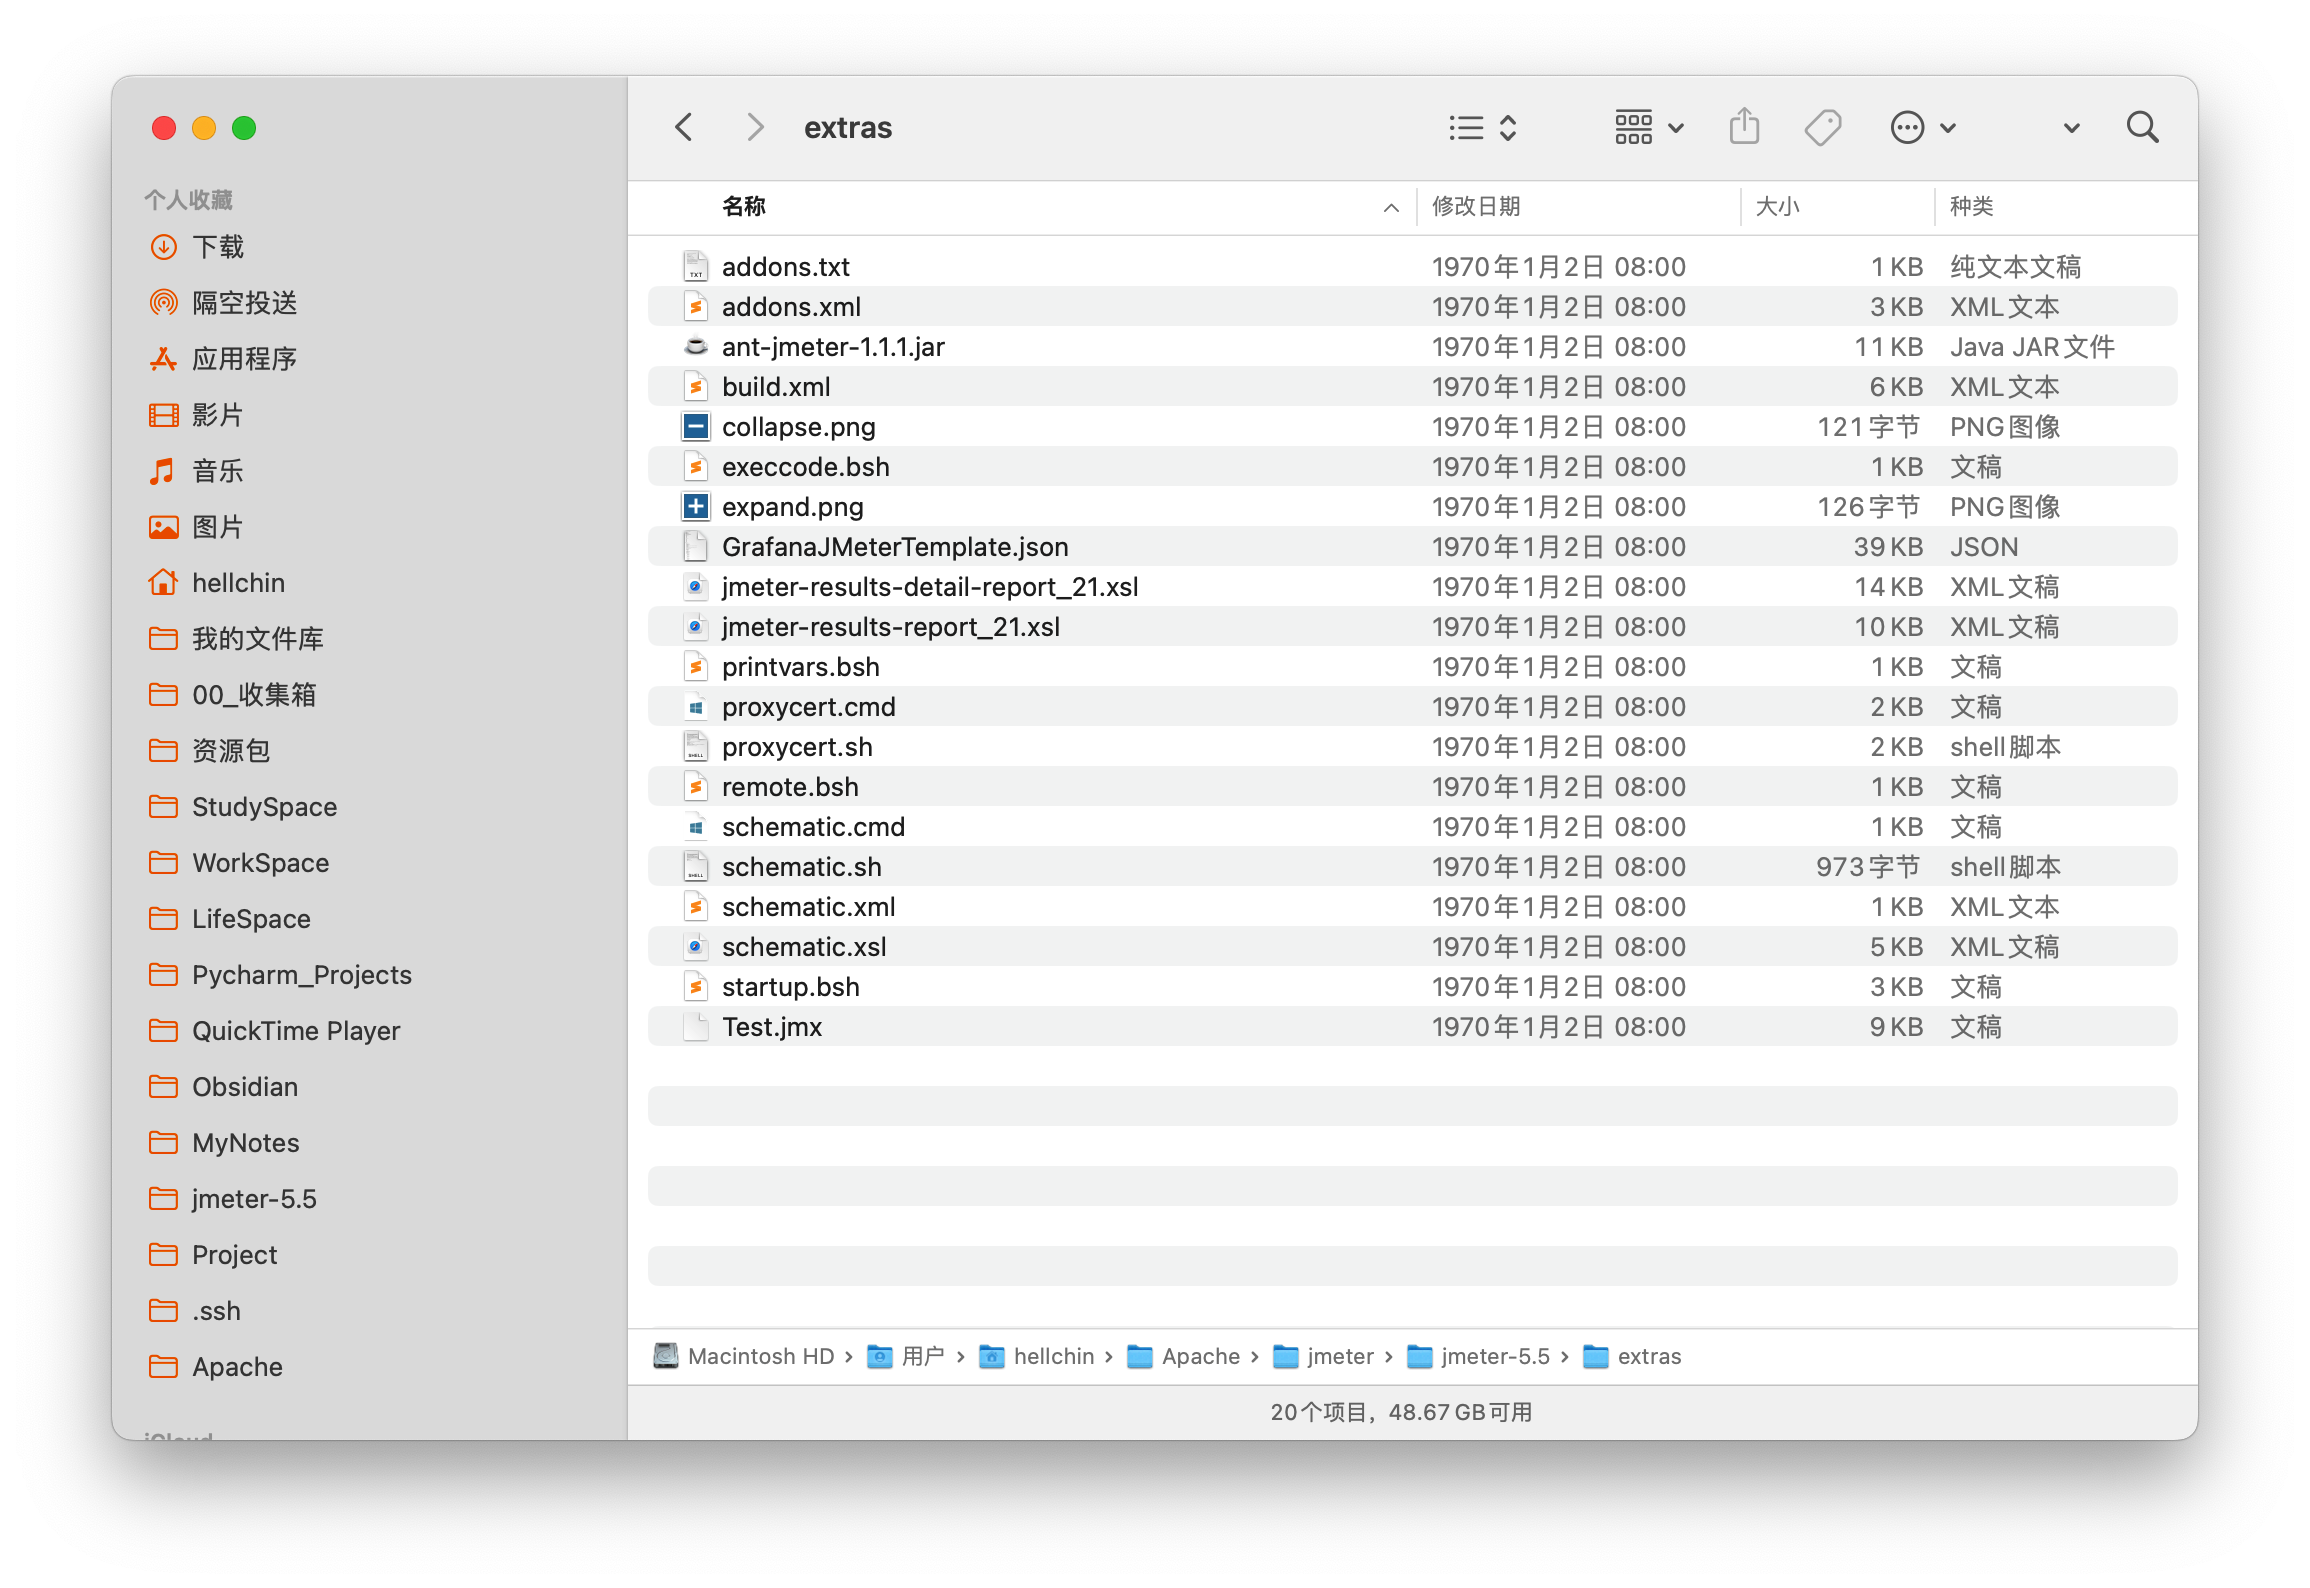 extras
个人收藏
下载
隔空投送
应用程序
影片
音乐
图片
hellchin
我的文件库
00_收集箱
资源包
StudySpace
WorkSpace
LifeSpace
Pycharm_Projects
QuickTime Player
Obsidian
MyNotes
jmeter-5.5
Project
.ssh
Apache
iCloud
名称 修改日期 大小 种类
addons.txt 1970年1月2日 08:00 1 KB 纯文本文稿
addons.xml 1970年1月2日 08:00 3 KB XML文本
ant-jmeter-1.1.1.jar 1970年1月2日 08:00 11 KB Java JAR文件
build.xml 1970年1月2日 08:00 6 KB XML文本
collapse.png 1970年1月2日 08:00 121字节 PNG图像
execcode.bsh 1970年1月2日 08:00 1 KB 文稿
expand.png 1970年1月2日 08:00 126字节 PNG图像
GrafanaJMeterTemplate.json 1970年1月2日 08:00 39 KB JSON
jmeter-results-detail-report_21.xsl 1970年1月2日 08:00 14 KB XML文稿
jmeter-results-report_21.xsl 1970年1月2日 08:00 10 KB XML文稿
printvars.bsh 1970年1月2日 08:00 1 KB 文稿
proxycert.cmd 1970年1月2日 08:00 2 KB 文稿
proxycert.sh 1970年1月2日 08:00 2 KB shell脚本
remote.bsh 1970年1月2日 08:00 1 KB 文稿
schematic.cmd 1970年1月2日 08:00 1 KB 文稿
schematic.sh 1970年1月2日 08:00 973字节 shell脚本
schematic.xml 1970年1月2日 08:00 1 KB XML文本
schematic.xsl 1970年1月2日 08:00 5 KB XML文稿
startup.bsh 1970年1月2日 08:00 3 KB 文稿
Test.jmx 1970年1月2日 08:00 9 KB 文稿
Macintosh HD › 用户 › hellchin › Apache › jmeter › jmeter-5.5 › extras
20个项目，48.67 GB可用